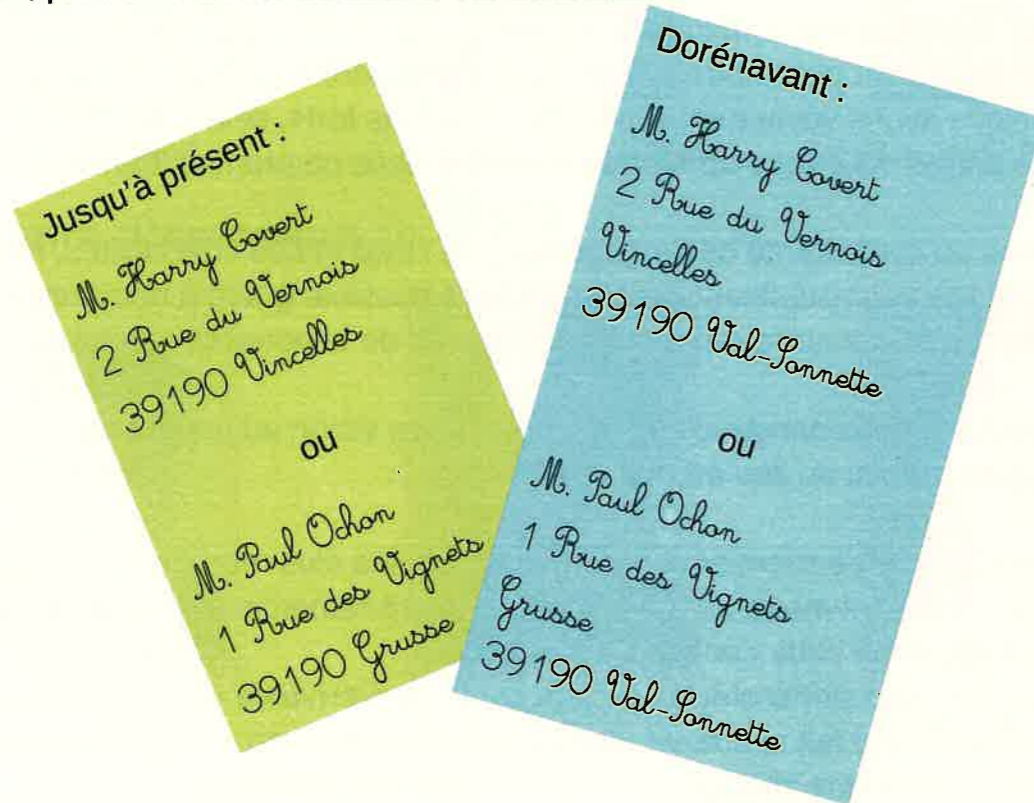 Jusqu'à présent :
M. Harry Covert
2 Rue du Vernois
39190 Vincelles
ou
M. Paul Ochon
1 Rue des Vignets
39190 Grusse
Dorénavant :
M. Harry Covert
2 Rue du Vernois
Vincelles
39190 Val-Sonnette
ou
M. Paul Ochon
1 Rue des Vignets
Grusse
39190 Val-Sonnette